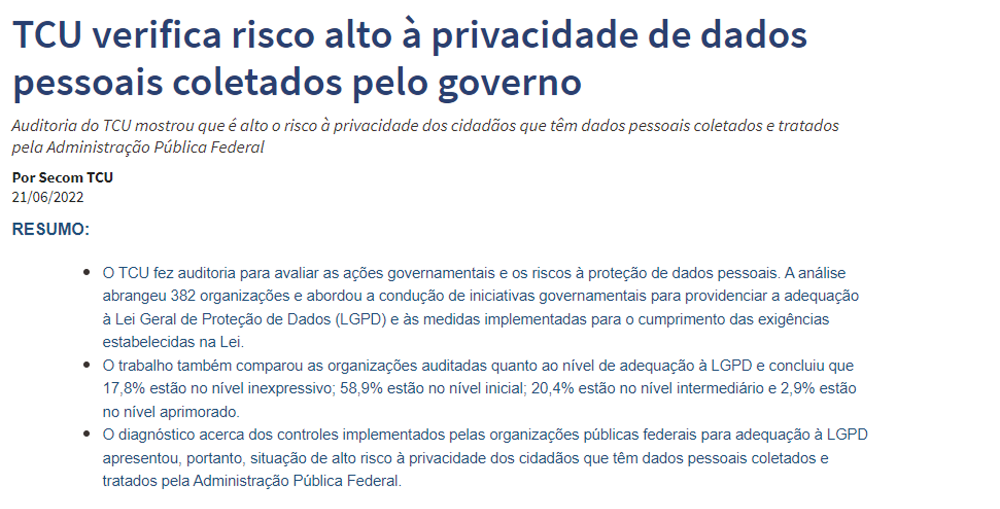 TCU verifica risco alto à privacidade de dados
pessoais coletados pelo governo
Auditoria do TCU mostrou que é alto o risco à privacidade dos cidadãos que têm dados pessoais coletados e tratados
pela Administração Pública Federal
Por Secom TCU
21/06/2022
RESUMO:
• O TCU fez auditoria para avaliar as ações governamentais e os riscos à proteção de dados pessoais. A análise
abrangeu 382 organizações e abordou a condução de iniciativas governamentais para providenciar a adequação
à Lei Geral de Proteção de Dados (LGPD) e às medidas implementadas para o cumprimento das exigências
estabelecidas na Lei.
• O trabalho também comparou as organizações auditadas quanto ao nível de adequação à LGPD e concluiu que
17,8% estão no nível inexpressivo; 58,9% estão no nível inicial; 20,4% estão no nível intermediário e 2,9% estão
no nível aprimorado.
• O diagnóstico acerca dos controles implementados pelas organizações públicas federais para adequação à LGPD
apresentou, portanto, situação de alto risco à privacidade dos cidadãos que têm dados pessoais coletados e
tratados pela Administração Pública Federal.